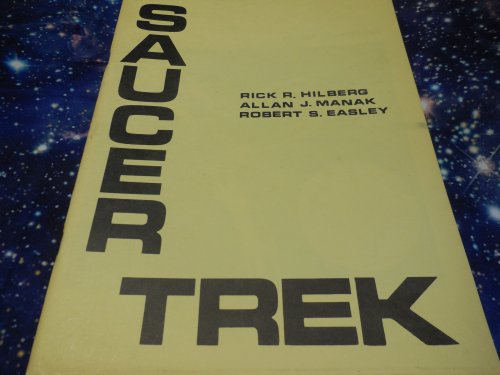 SAUCER
TREK
RICK R. HILBERG
ALLAN J. MANAK
ROBERT S. EASLEY